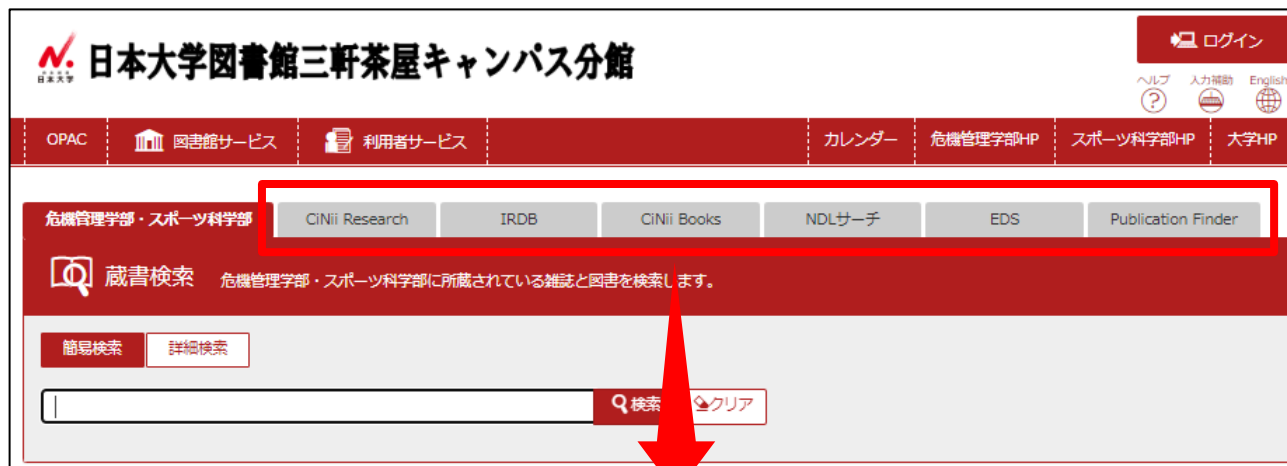 日本大学
日本大学図書館三軒茶屋キャンパス分館
ログイン
ヘルプ 入力補助 English
OPAC 図書館サービス 利用者サービス カレンダー 危機管理学部HP スポーツ科学部HP 大学HP
危機管理学部・スポーツ科学部 CiNii Research IRDB CiNii Books NDLサーチ EDS Publication Finder
蔵書検索 危機管理学部・スポーツ科学部に所蔵されている雑誌と図書を検索します。
簡易検索 詳細検索
検索 クリア